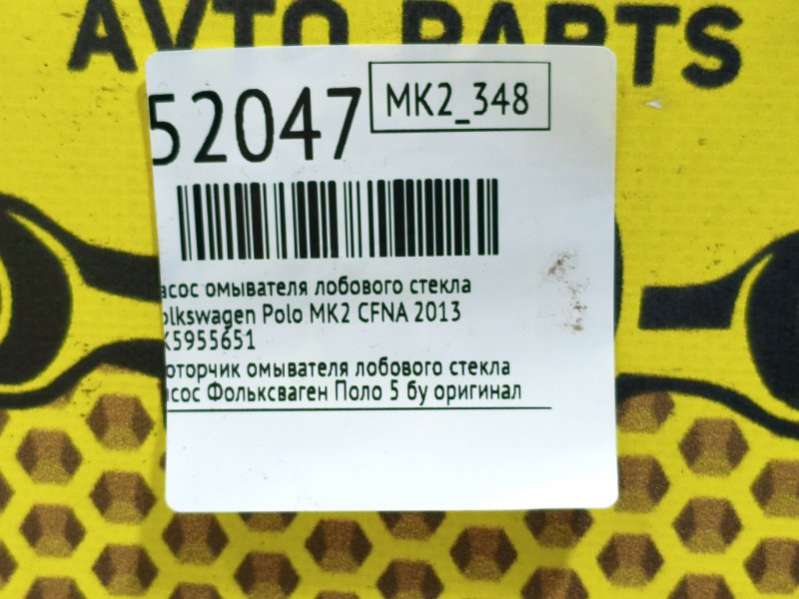 AVTO PARTS
52047
MK2_348
асос омывателя лобового стекла
olkswagen Polo MK2 CFNA 2013
K5955651
оторчик омывателя лобового стекла
асос Фольксваген Поло 5 бу оригинал